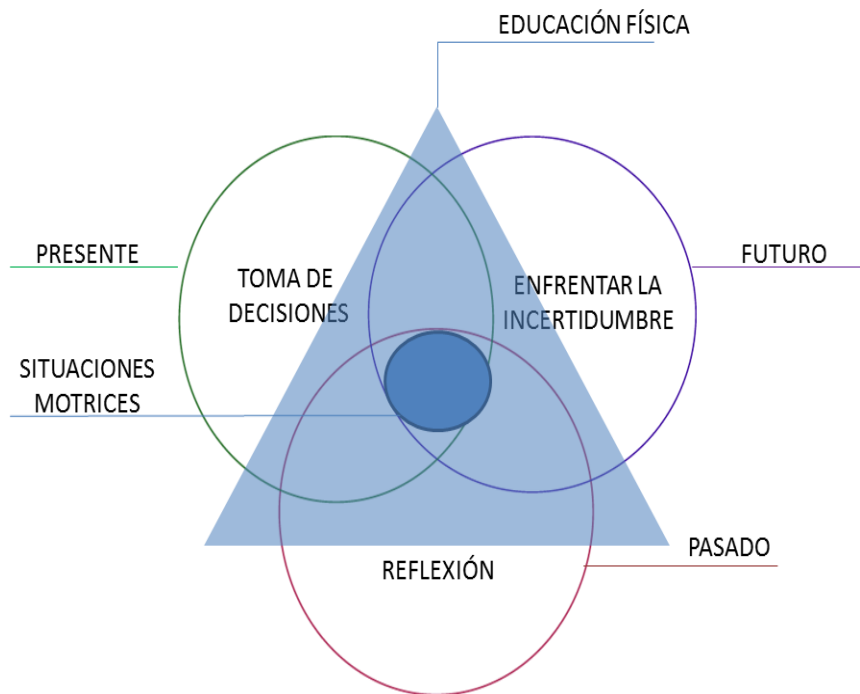 EDUCACIÓN FÍSICA
PRESENTE
FUTURO
TOMA DE
DECISIONES
ENFRENTAR LA
INCERTIDUMBRE
SITUACIONES
MOTRICES
PASADO
REFLEXIÓN